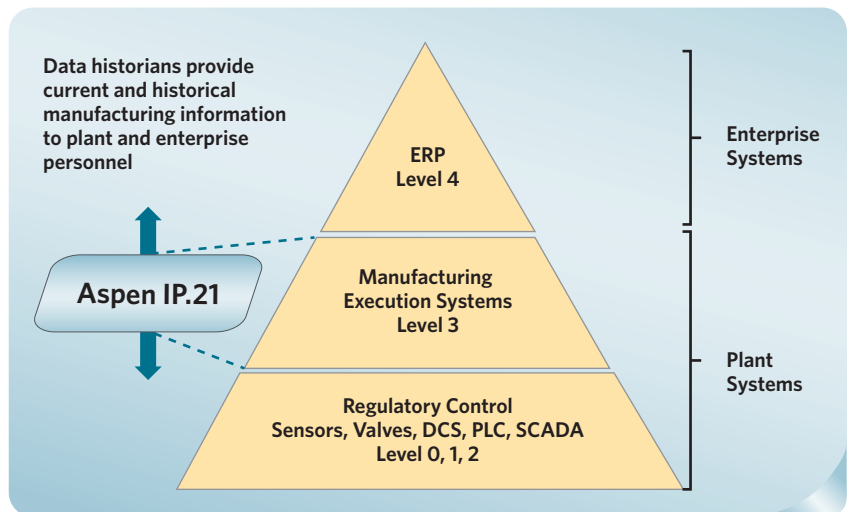 Data historians provide
current and historical
manufacturing information
to plant and enterprise
personnel
ERP
Level 4
Enterprise
Systems
Aspen IP.21
Manufacturing
Execution Systems
Level 3
Plant
Systems
Regulatory Control
Sensors, Valves, DCS, PLC, SCADA
Level 0, 1, 2